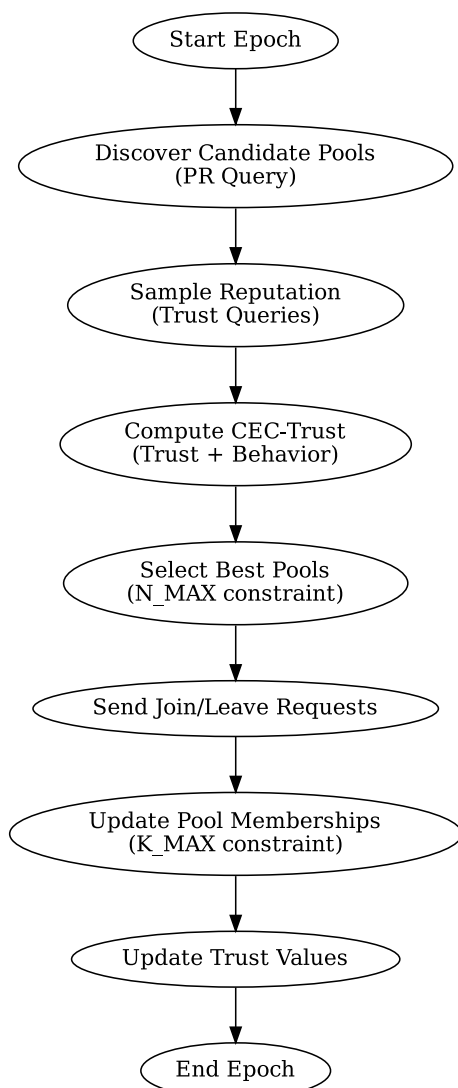 Start Epoch
Discover Candidate Pools
(PR Query)
Sample Reputation
(Trust Queries)
Compute CEC-Trust
(Trust + Behavior)
Select Best Pools
(N_MAX constraint)
Send Join/Leave Requests
Update Pool Memberships
(K_MAX constraint)
Update Trust Values
End Epoch